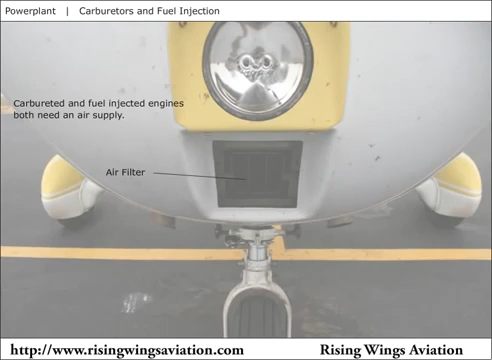 Powerplant | Carburetors and Fuel Injection
Carbureted and fuel injected engines
both need an air supply.
Air Filter
http://www.risingwingsaviation.com Rising Wings Aviation